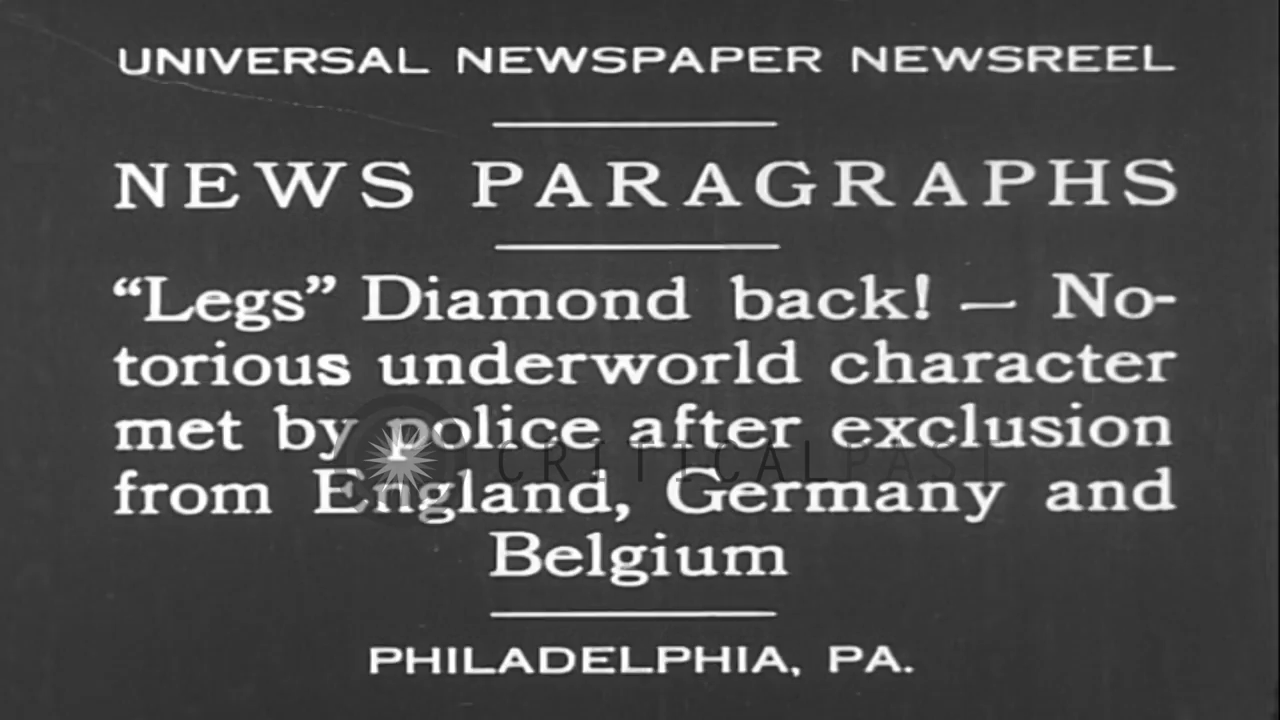 UNIVERSAL NEWSPAPER NEWSREEL
NEWS PARAGRAPHS
“Legs” Diamond back! — No-
torious underworld character
met by police after exclusion
CRITICALPAST
from England, Germany and
Belgium
PHILADELPHIA, PA.